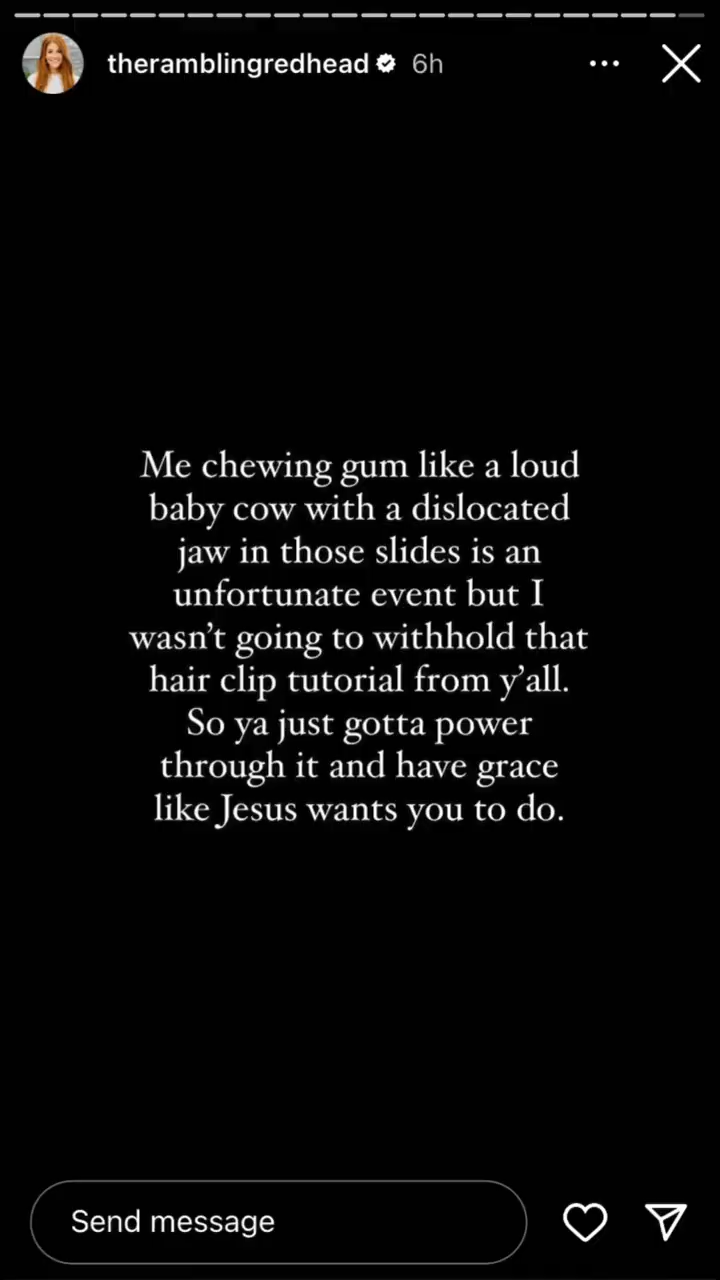 theramblingredhead 6h
Me chewing gum like a loud
baby cow with a dislocated
jaw in those slides is an
unfortunate event but I
wasn’t going to withhold that
hair clip tutorial from y’all.
So ya just gotta power
through it and have grace
like Jesus wants you to do.
Send message